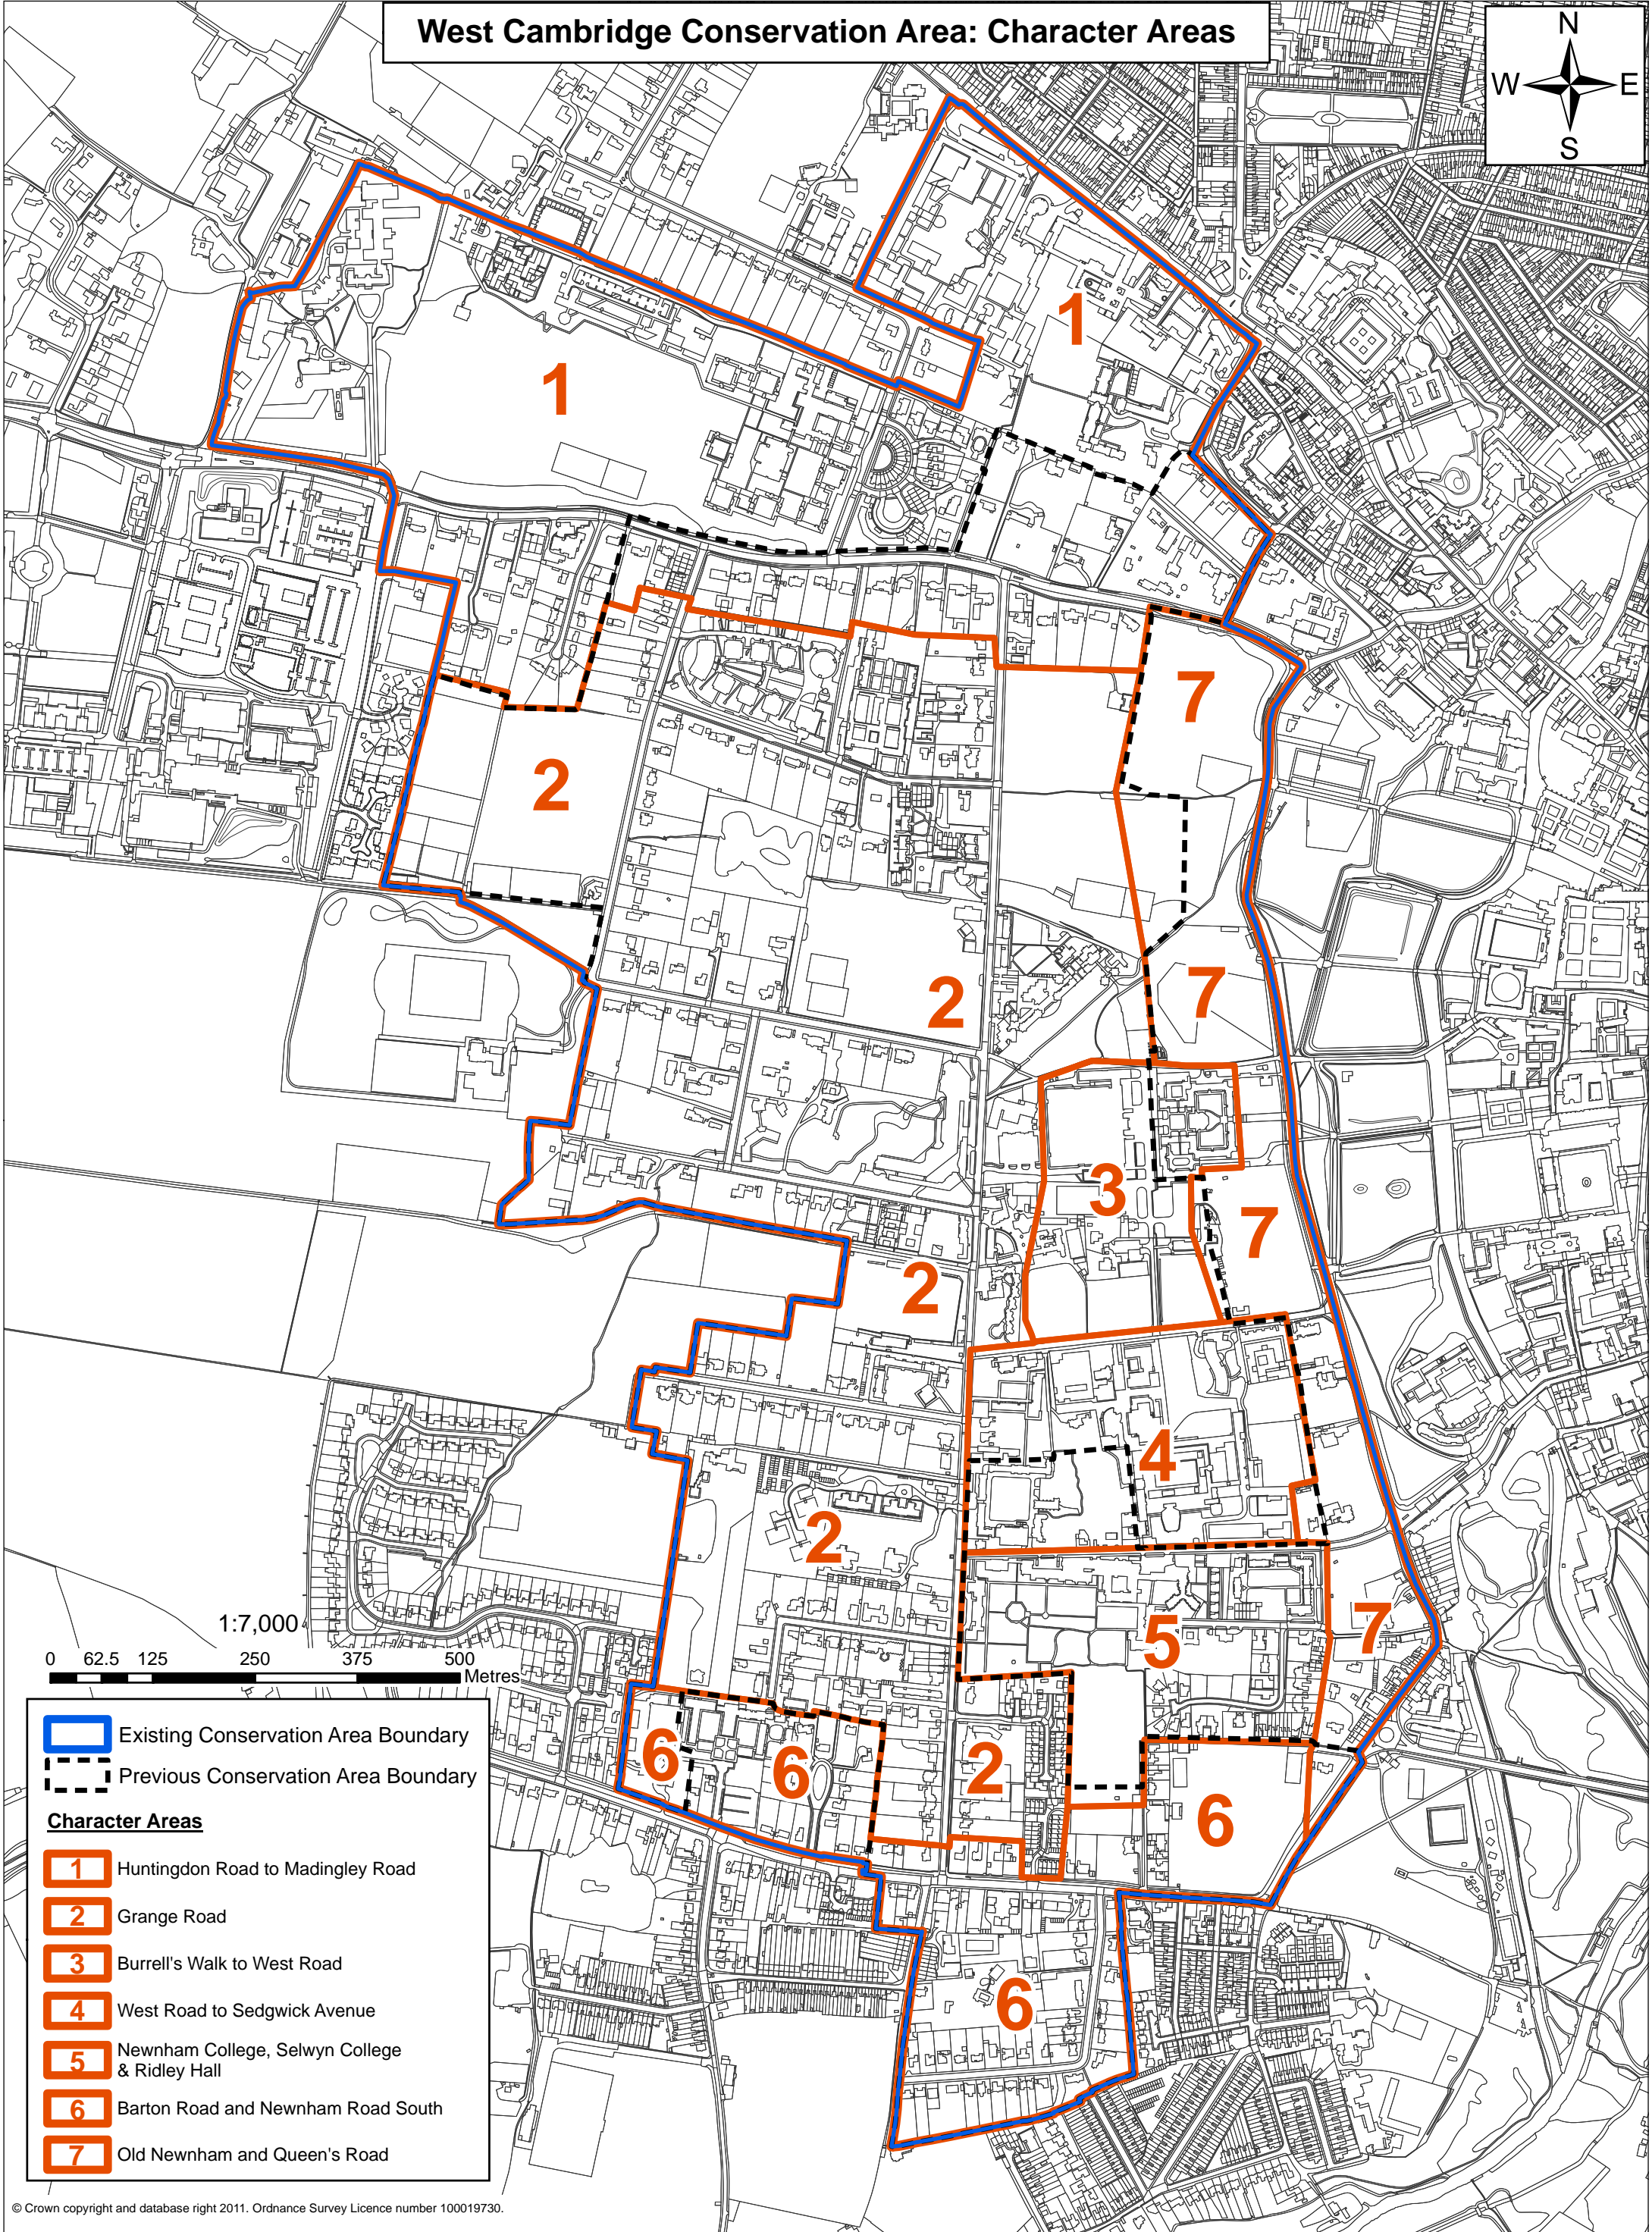 West Cambridge Conservation Area: Character Areas
N
W E
S
1
1
7
2
2
7
3
7
2
4
2
5
7
6
6
2
6
6
1:7,000
0 62.5 125 250 375 500
Metres
Existing Conservation Area Boundary
Previous Conservation Area Boundary
Character Areas
1 Huntingdon Road to Madingley Road
2 Grange Road
3 Burrell's Walk to West Road
4 West Road to Sedgwick Avenue
5 Newnham College, Selwyn College
& Ridley Hall
6 Barton Road and Newnham Road South
7 Old Newnham and Queen's Road
© Crown copyright and database right 2011. Ordnance Survey Licence number 100019730.